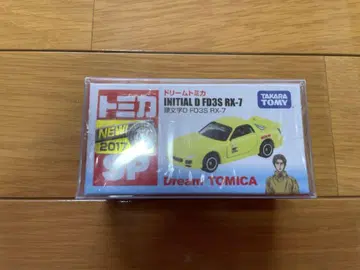 ドリームトミカ
INITIAL D FD3S RX-7
頭文字D FD3S RX-7
TAKARA
TOMY
トミカ
NEW
2017
SP
Dream TOMICA